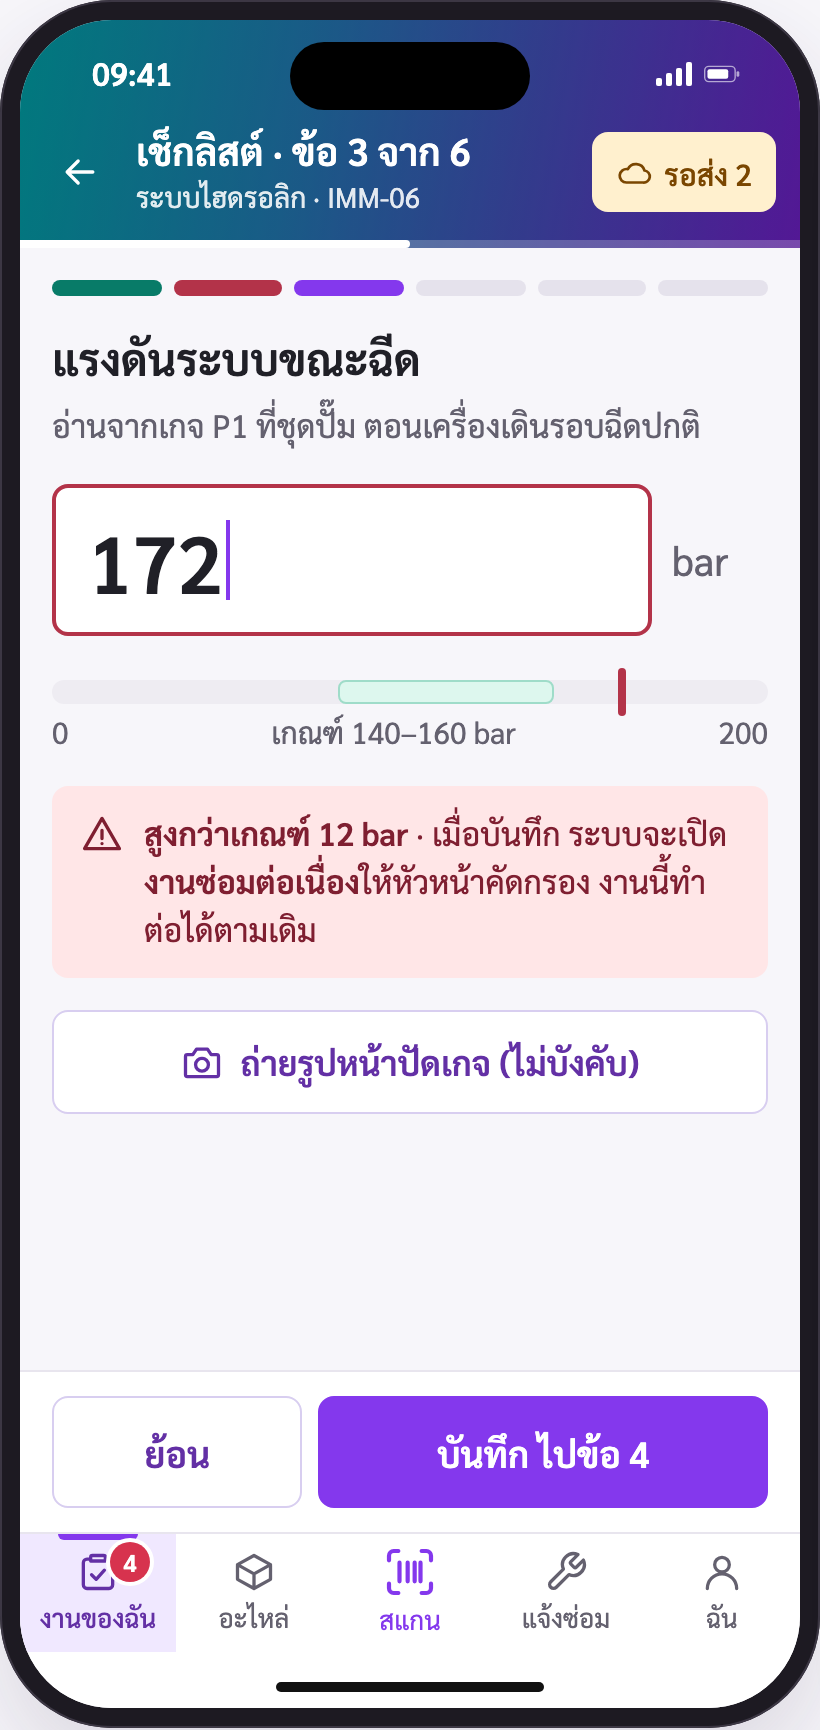 09:41
เช็กลิสต์ · ข้อ 3 จาก 6
ระบบไฮดรอลิก · IMM-06
รอส่ง 2
แรงดันระบบขณะฉีด
อ่านจากเกจ P1 ที่ชุดปั๊ม ตอนเครื่องเดินรอบฉีดปกติ
172
bar
0
เกณฑ์ 140–160 bar
200
สูงกว่าเกณฑ์ 12 bar · เมื่อบันทึก ระบบจะเปิด
งานซ่อมต่อเนื่องให้หัวหน้าคัดกรอง งานนี้ทำ
ต่อได้ตามเดิม
ถ่ายรูปหน้าปัดเกจ (ไม่บังคับ)
ย้อน
บันทึก ไปข้อ 4
4
งานของฉัน
อะไหล่
สแกน
แจ้งซ่อม
ฉัน